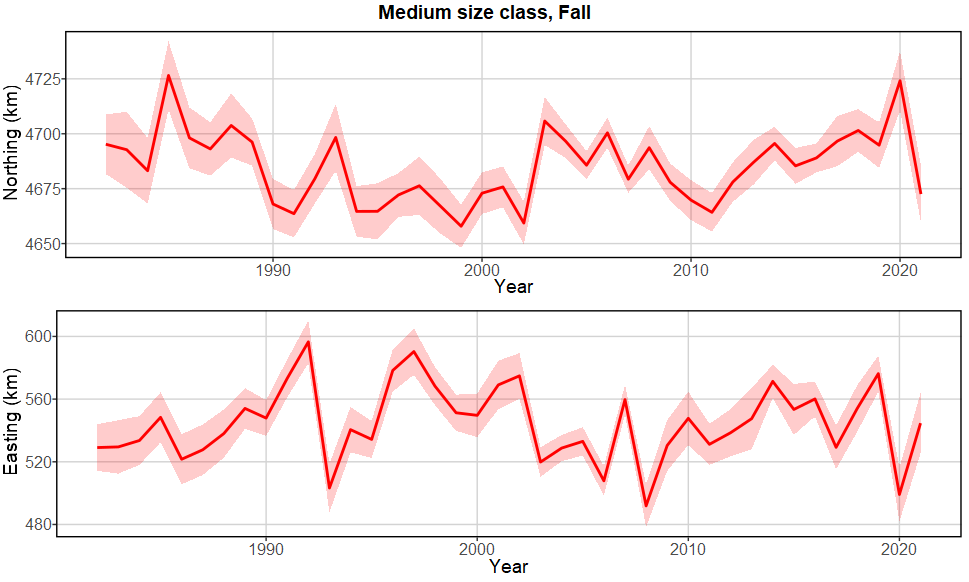 Medium size class, Fall
Northing (km)
4725
4700
4675
4650
1990 2000 2010 2020
Year
Easting (km)
600
560
520
480
1990 2000 2010 2020
Year